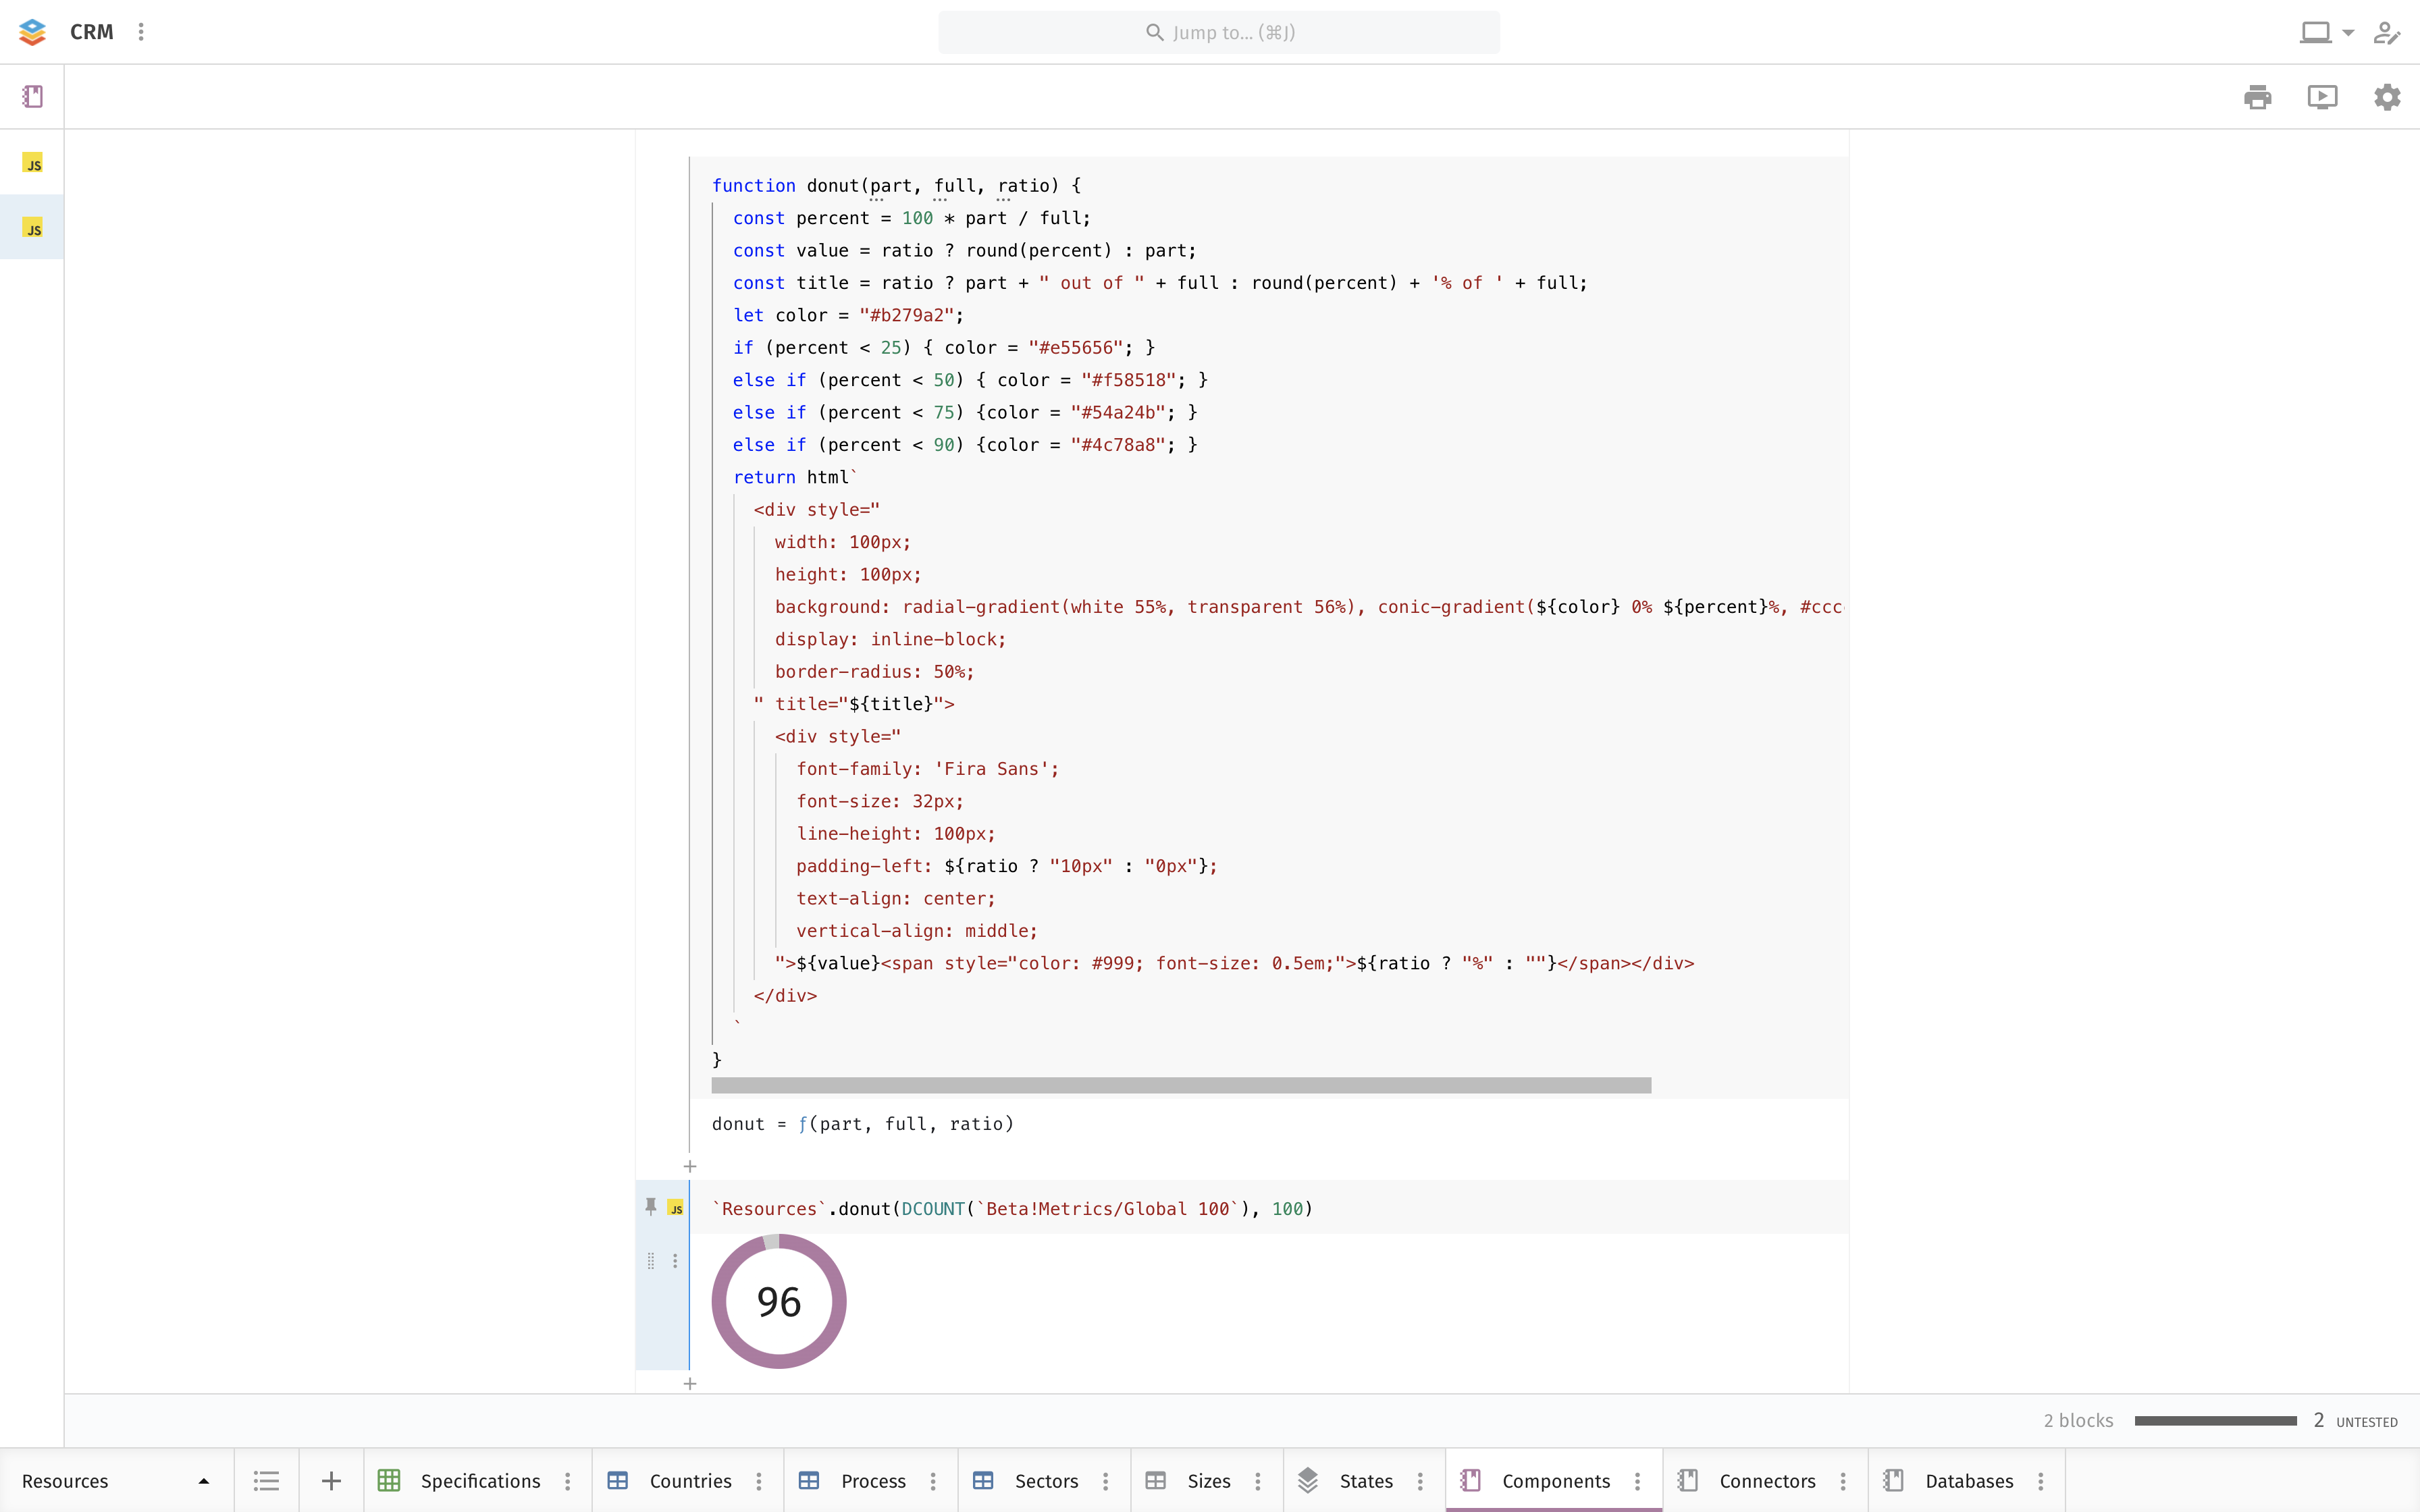 CRM
Jump to... (⌘J)
JS
JS
function donut(part, full, ratio) {
const percent = 100 * part / full;
const value = ratio ? round(percent) : part;
const title = ratio ? part + " out of " + full : round(percent) + '% of ' + full;
let color = "#b279a2";
if (percent < 25) { color = "#e55656"; }
else if (percent < 50) { color = "#f58518"; }
else if (percent < 75) {color = "#54a24b"; }
else if (percent < 90) {color = "#4c78a8"; }
return html`
<div style="
width: 100px;
height: 100px;
background: radial-gradient(white 55%, transparent 56%), conic-gradient(${color} 0% ${percent}%, #ccc
display: inline-block;
border-radius: 50%;
" title="${title}">
<div style="
font-family: 'Fira Sans';
font-size: 32px;
line-height: 100px;
padding-left: ${ratio ? "10px" : "0px"};
text-align: center;
vertical-align: middle;
">${value}<span style="color: #999; font-size: 0.5em;">${ratio ? "%" : ""}</span></div>
</div>
`
}
donut = ƒ(part, full, ratio)
JS `Resources`.donut(DCOUNT(`Beta!Metrics/Global 100`), 100)
96
2 blocks 2 UNTESTED
Resources Specifications Countries Process Sectors Sizes States Components Connectors Databases